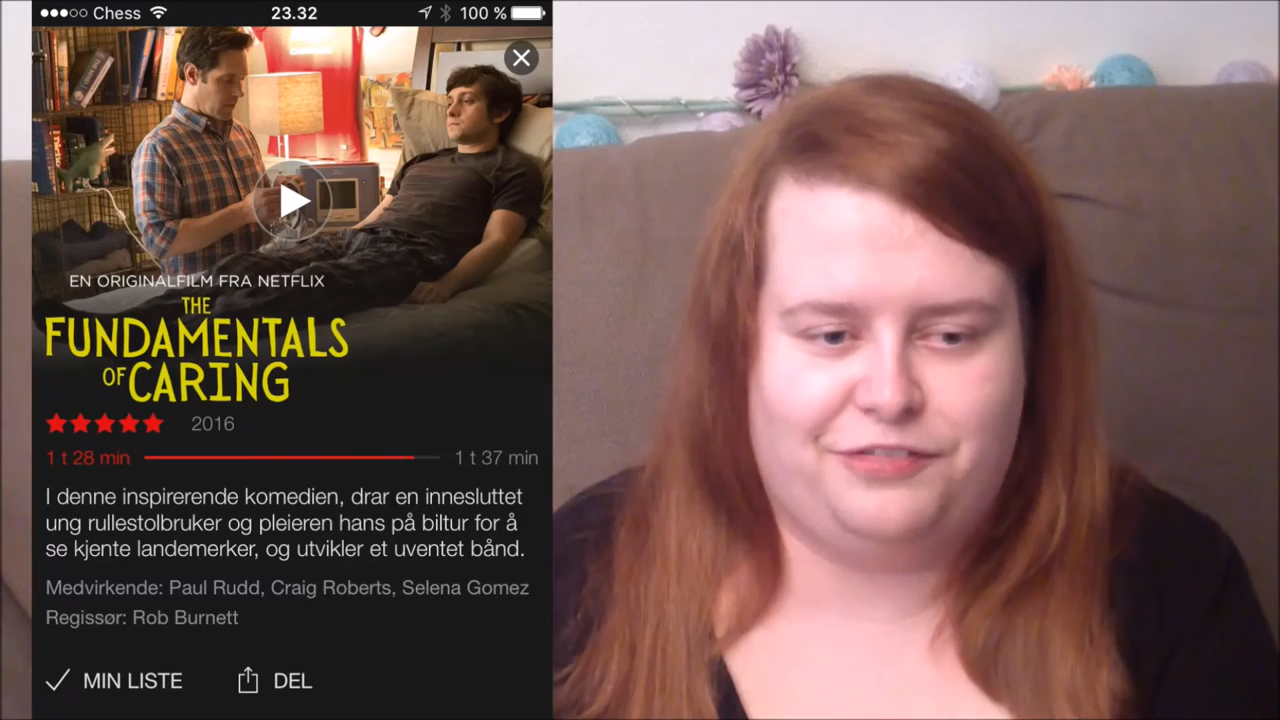 Chess 23.32 100 %
EN ORIGINALFILM FRA NETFLIX
THE
FUNDAMENTALS
OF CARING
2016
1 t 28 min 1 t 37 min
I denne inspirerende komedien, drar en innesluttet
ung rullestolbruker og pleieren hans på biltur for å
se kjente landemerker, og utvikler et uventet bånd.
Medvirkende: Paul Rudd, Craig Roberts, Selena Gomez
Regissør: Rob Burnett
MIN LISTE DEL